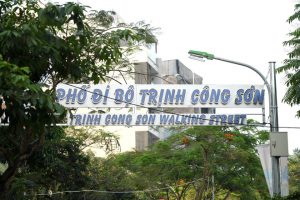 PHỐ ĐI BỘ TRỊNH CÔNG SƠN
TRINH CONG SON WALKING STREET